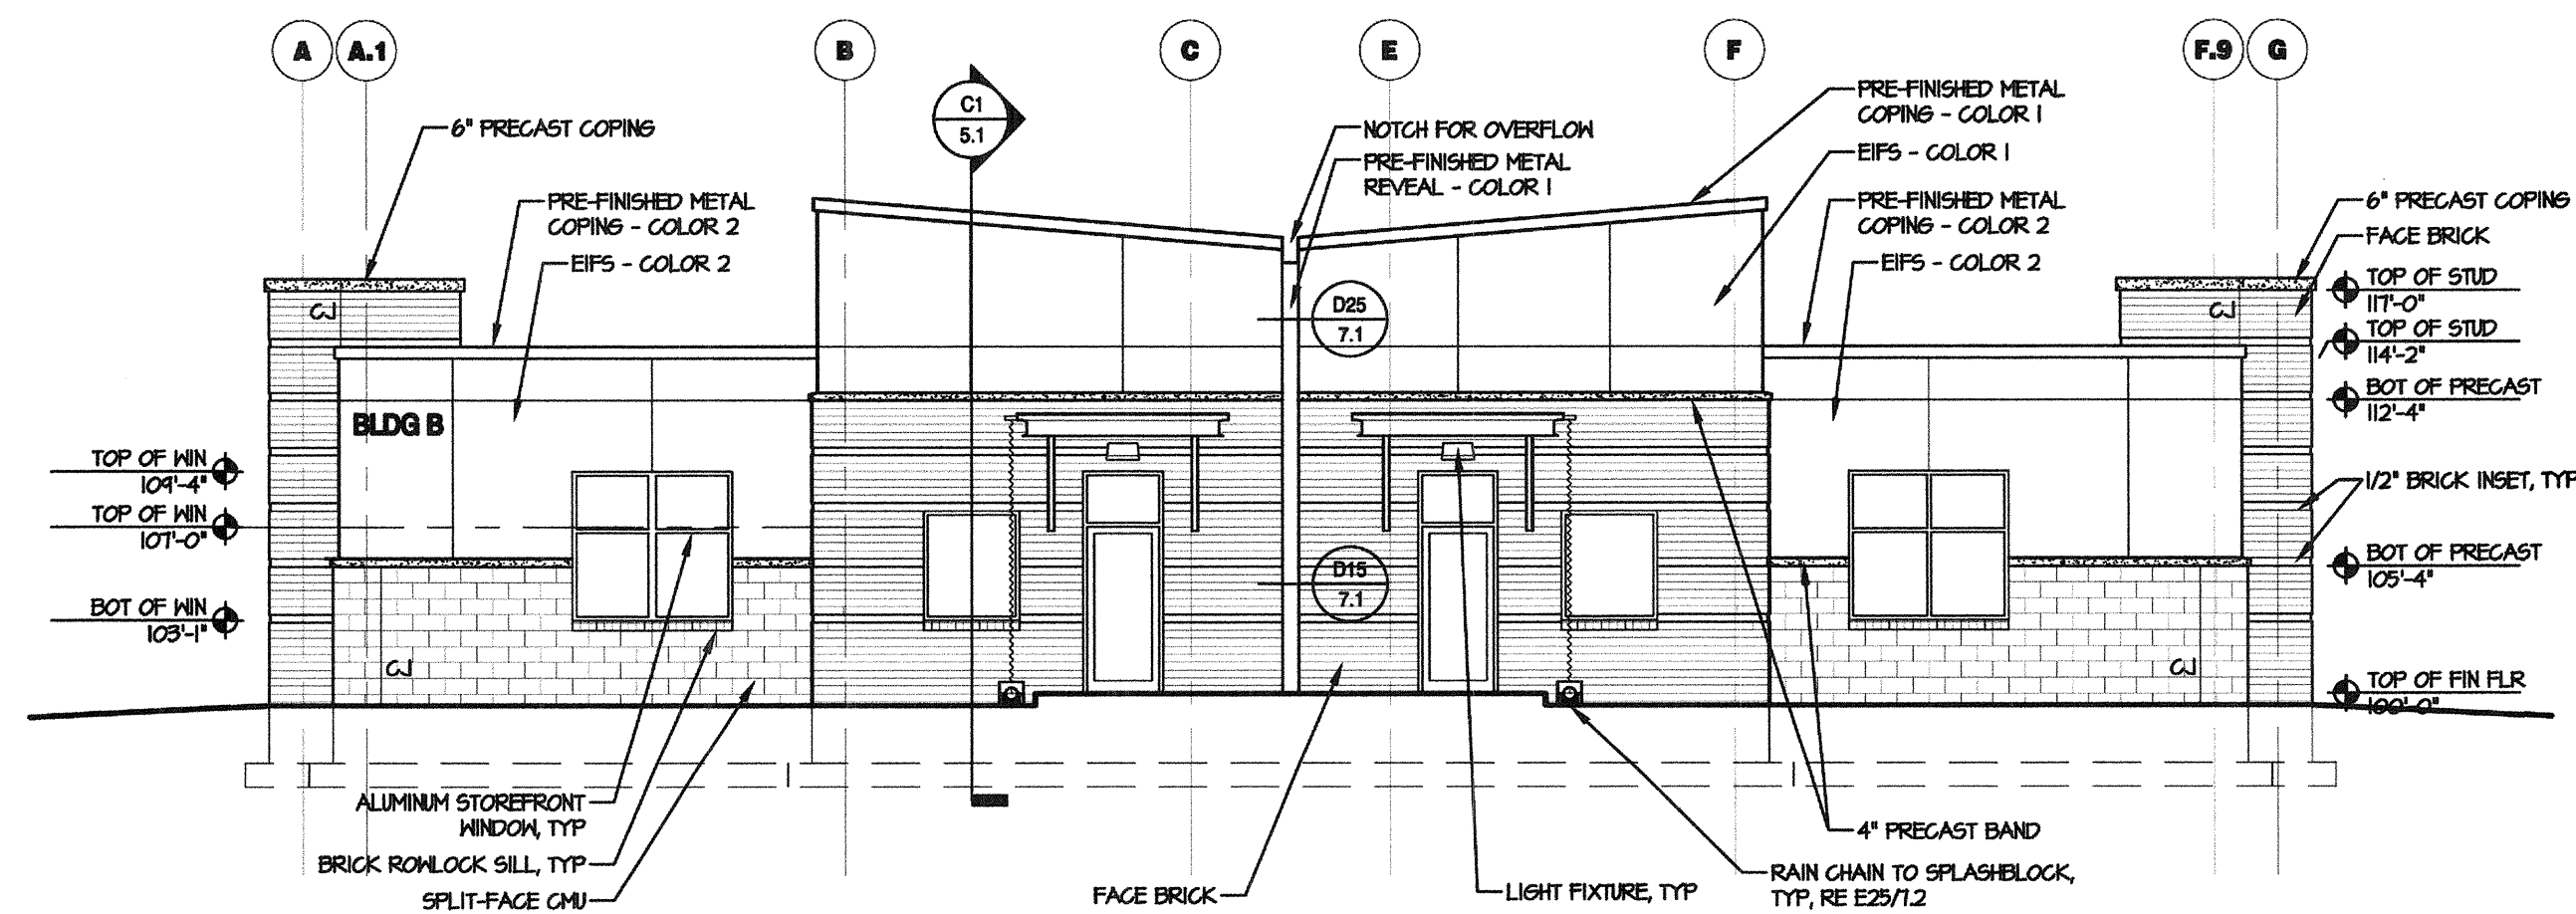 A
A.1
B
C
E
F
F.9
G
C1
5.1
6" PRECAST COPING
PRE-FINISHED METAL
COPING - COLOR 2
EIFS - COLOR 2
NOTCH FOR OVERFLOW
PRE-FINISHED METAL
REVEAL - COLOR 1
PRE-FINISHED METAL
COPING - COLOR 1
EIFS - COLOR 1
PRE-FINISHED METAL
COPING - COLOR 2
EIFS - COLOR 2
6" PRECAST COPING
FACE BRICK
TOP OF STUD
117'-0"
TOP OF STUD
114'-2"
BOT OF PRECAST
112'-4"
1/2" BRICK INSET, TYP
BOT OF PRECAST
105'-4"
TOP OF FIN FLR
100'-0"
CJ
CJ
D25
7.1
BLDG B
TOP OF WIN
109'-4"
TOP OF WIN
107'-0"
BOT OF WIN
103'-1"
D15
7.1
CJ
CJ
ALUMINUM STOREFRONT
WINDOW, TYP
BRICK ROWLOCK SILL, TYP
SPLIT-FACE CMU
FACE BRICK
LIGHT FIXTURE, TYP
4" PRECAST BAND
RAIN CHAIN TO SPLASHBLOCK,
TYP, RE E25/7.2